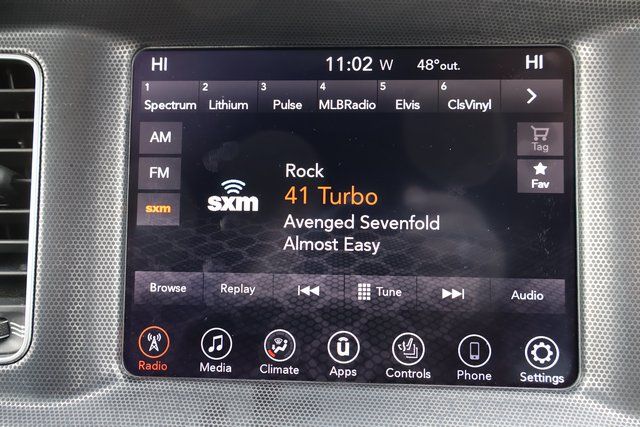 HI 11:02 W 48°out. HI
1 Spectrum 2 Lithium 3 Pulse 4 MLBRadio 5 Elvis 6 ClsVinyl
AM
Tag
FM
Fav
sxm
sxm
Rock
41 Turbo
Avenged Sevenfold
Almost Easy
Browse Replay Tune Audio
Radio Media Climate Apps Controls Phone Settings